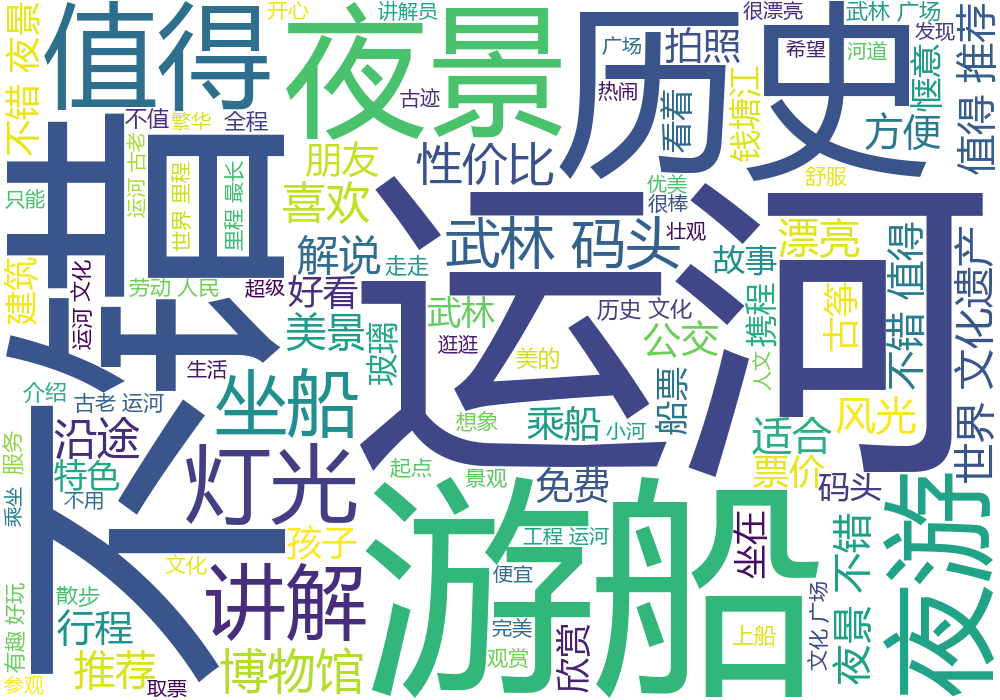 开心
讲解员
很漂亮
武林 广场
发现
不错 夜景
值得
夜景
历史
广场
拍照
希望
河道
惬意
值得 推荐
热闹
古迹
看着
钱塘江
方便
不错
不值
繁华
全程
朋友
性价比
运河 古老
世界 里程
里程 最长
喜欢
优美
很棒
舒服
只能
武林 码头
壮观
漂亮
不错 值得
世界 文化遗产
解说
走走
故事
建筑
运河 文化
劳动 人民
超级
好看
运河
历史 文化
携程
古筝
美景
玻璃
武林
公交
逛逛
美的
人文
生活
介绍
古老 运河
坐船
船票
风光
想象
乘船
小河
适合
沿途
服务
特色
灯光
起点
景观
免费
票价
码头
乘坐
不用
游船
夜游
大运河
工程 运河
坐在
夜景 不错
孩子
文化
讲解
便宜
散步
有趣 好玩
行程
完美
上船
文化 广场
推荐
博物馆
观赏
欣赏
参观
取票